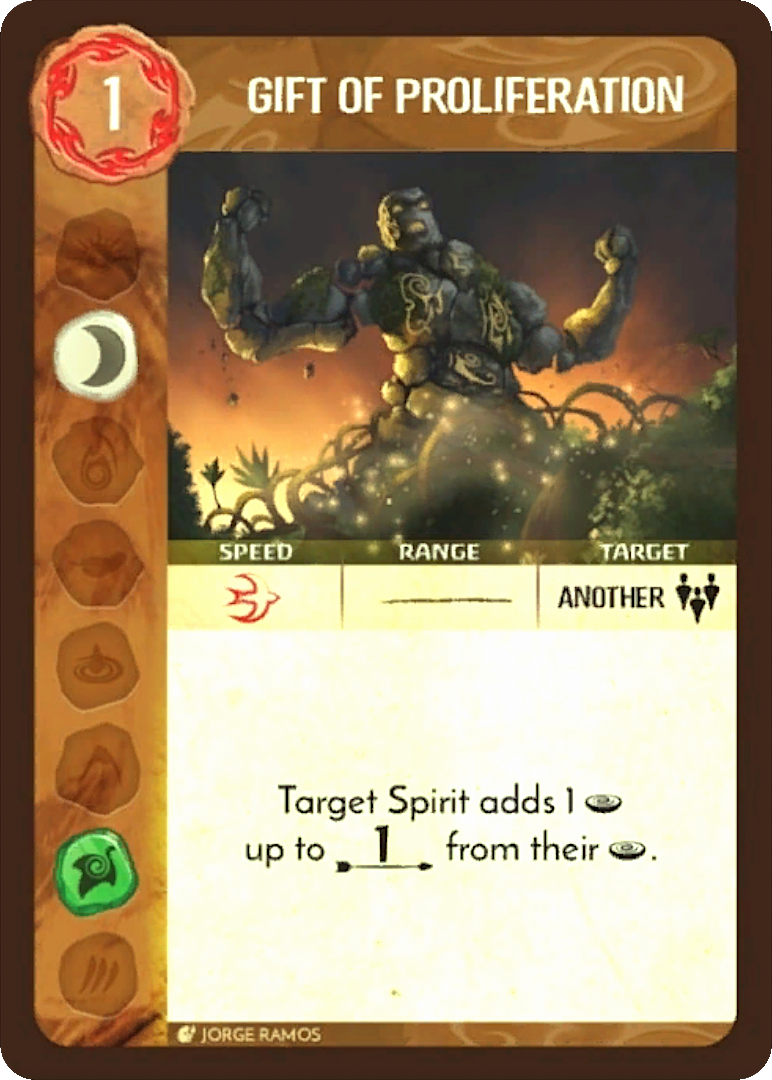 1
GIFT OF PROLIFERATION
SPEED RANGE TARGET
ANOTHER
Target Spirit adds 1
up to 1 from their .
JORGE RAMOS